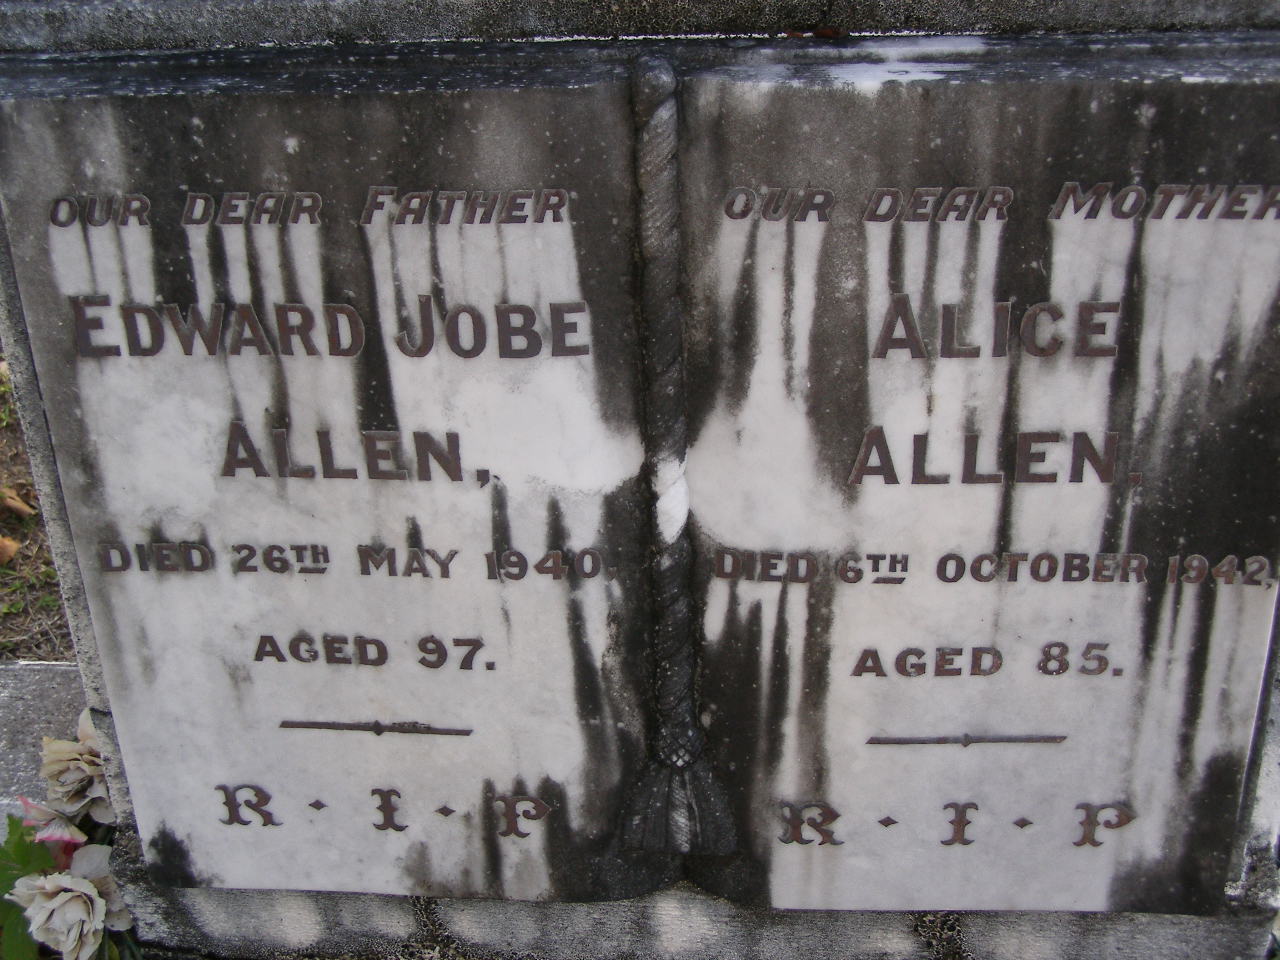 OUR DEAR FATHER
EDWARD JOBE
ALLEN,
DIED 26TH MAY 1940.
AGED 97.
R · I · P
OUR DEAR MOTHER
ALICE
ALLEN.
DIED 6TH OCTOBER 1942,
AGED 85.
R · I · P